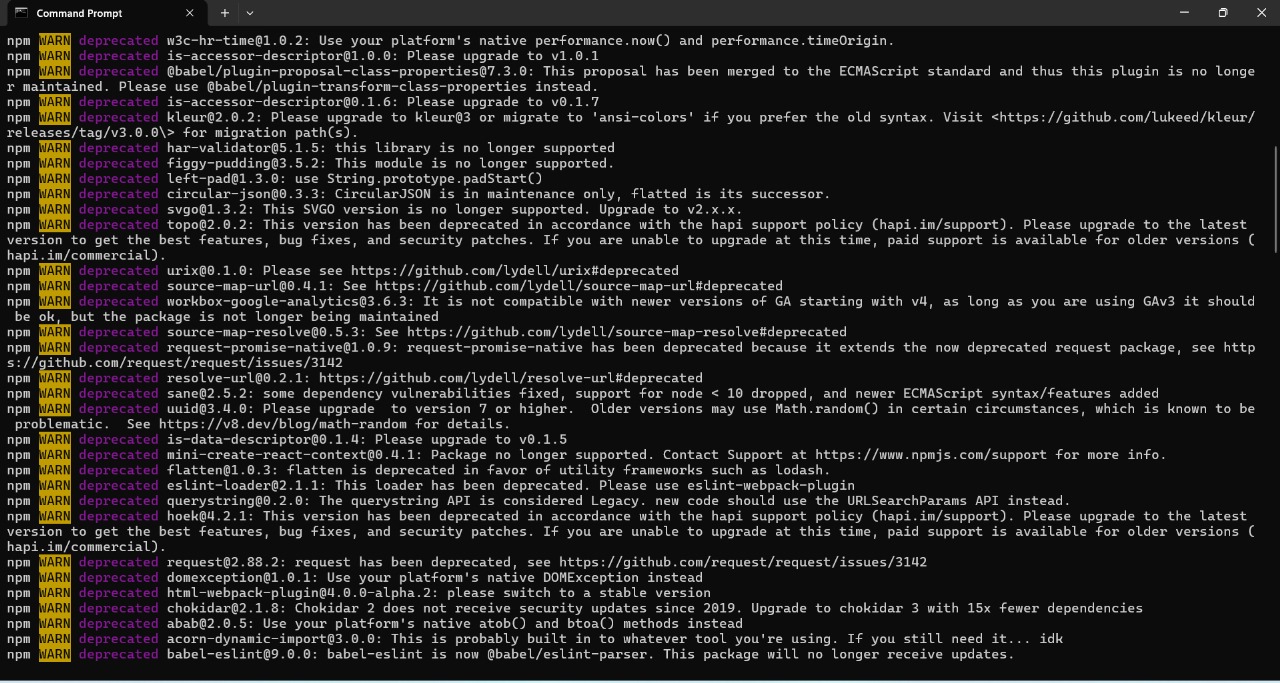 Command Prompt
npm WARN deprecated w3c-hr-time@1.0.2: Use your platform's native performance.now() and performance.timeOrigin.
npm WARN deprecated is-accessor-descriptor@1.0.0: Please upgrade to v1.0.1
npm WARN deprecated @babel/plugin-proposal-class-properties@7.3.0: This proposal has been merged to the ECMAScript standard and thus this plugin is no longe
r maintained. Please use @babel/plugin-transform-class-properties instead.
npm WARN deprecated is-accessor-descriptor@0.1.6: Please upgrade to v0.1.7
npm WARN deprecated kleur@2.0.2: Please upgrade to kleur@3 or migrate to 'ansi-colors' if you prefer the old syntax. Visit <https://github.com/lukeed/kleur/
releases/tag/v3.0.0\> for migration path(s).
npm WARN deprecated har-validator@5.1.5: this library is no longer supported
npm WARN deprecated figgy-pudding@3.5.2: This module is no longer supported.
npm WARN deprecated left-pad@1.3.0: use String.prototype.padStart()
npm WARN deprecated circular-json@0.3.3: CircularJSON is in maintenance only, flatted is its successor.
npm WARN deprecated svgo@1.3.2: This SVGO version is no longer supported. Upgrade to v2.x.x.
npm WARN deprecated topo@2.0.2: This version has been deprecated in accordance with the hapi support policy (hapi.im/support). Please upgrade to the latest
version to get the best features, bug fixes, and security patches. If you are unable to upgrade at this time, paid support is available for older versions (
hapi.im/commercial).
npm WARN deprecated urix@0.1.0: Please see https://github.com/lydell/urix#deprecated
npm WARN deprecated source-map-url@0.4.1: See https://github.com/lydell/source-map-url#deprecated
npm WARN deprecated workbox-google-analytics@3.6.3: It is not compatible with newer versions of GA starting with v4, as long as you are using GAv3 it should
be ok, but the package is not longer being maintained
npm WARN deprecated source-map-resolve@0.5.3: See https://github.com/lydell/source-map-resolve#deprecated
npm WARN deprecated request-promise-native@1.0.9: request-promise-native has been deprecated because it extends the now deprecated request package, see http
s://github.com/request/request/issues/3142
npm WARN deprecated resolve-url@0.2.1: https://github.com/lydell/resolve-url#deprecated
npm WARN deprecated sane@2.5.2: some dependency vulnerabilities fixed, support for node < 10 dropped, and newer ECMAScript syntax/features added
npm WARN deprecated uuid@3.4.0: Please upgrade  to version 7 or higher.  Older versions may use Math.random() in certain circumstances, which is known to be
problematic.  See https://v8.dev/blog/math-random for details.
npm WARN deprecated is-data-descriptor@0.1.4: Please upgrade to v0.1.5
npm WARN deprecated mini-create-react-context@0.4.1: Package no longer supported. Contact Support at https://www.npmjs.com/support for more info.
npm WARN deprecated flatten@1.0.3: flatten is deprecated in favor of utility frameworks such as lodash.
npm WARN deprecated eslint-loader@2.1.1: This loader has been deprecated. Please use eslint-webpack-plugin
npm WARN deprecated querystring@0.2.0: The querystring API is considered Legacy. new code should use the URLSearchParams API instead.
npm WARN deprecated hoek@4.2.1: This version has been deprecated in accordance with the hapi support policy (hapi.im/support). Please upgrade to the latest
version to get the best features, bug fixes, and security patches. If you are unable to upgrade at this time, paid support is available for older versions (
hapi.im/commercial).
npm WARN deprecated request@2.88.2: request has been deprecated, see https://github.com/request/request/issues/3142
npm WARN deprecated domexception@1.0.1: Use your platform's native DOMException instead
npm WARN deprecated html-webpack-plugin@4.0.0-alpha.2: please switch to a stable version
npm WARN deprecated chokidar@2.1.8: Chokidar 2 does not receive security updates since 2019. Upgrade to chokidar 3 with 15x fewer dependencies
npm WARN deprecated abab@2.0.5: Use your platform's native atob() and btoa() methods instead
npm WARN deprecated acorn-dynamic-import@3.0.0: This is probably built in to whatever tool you're using. If you still need it... idk
npm WARN deprecated babel-eslint@9.0.0: babel-eslint is now @babel/eslint-parser. This package will no longer receive updates.